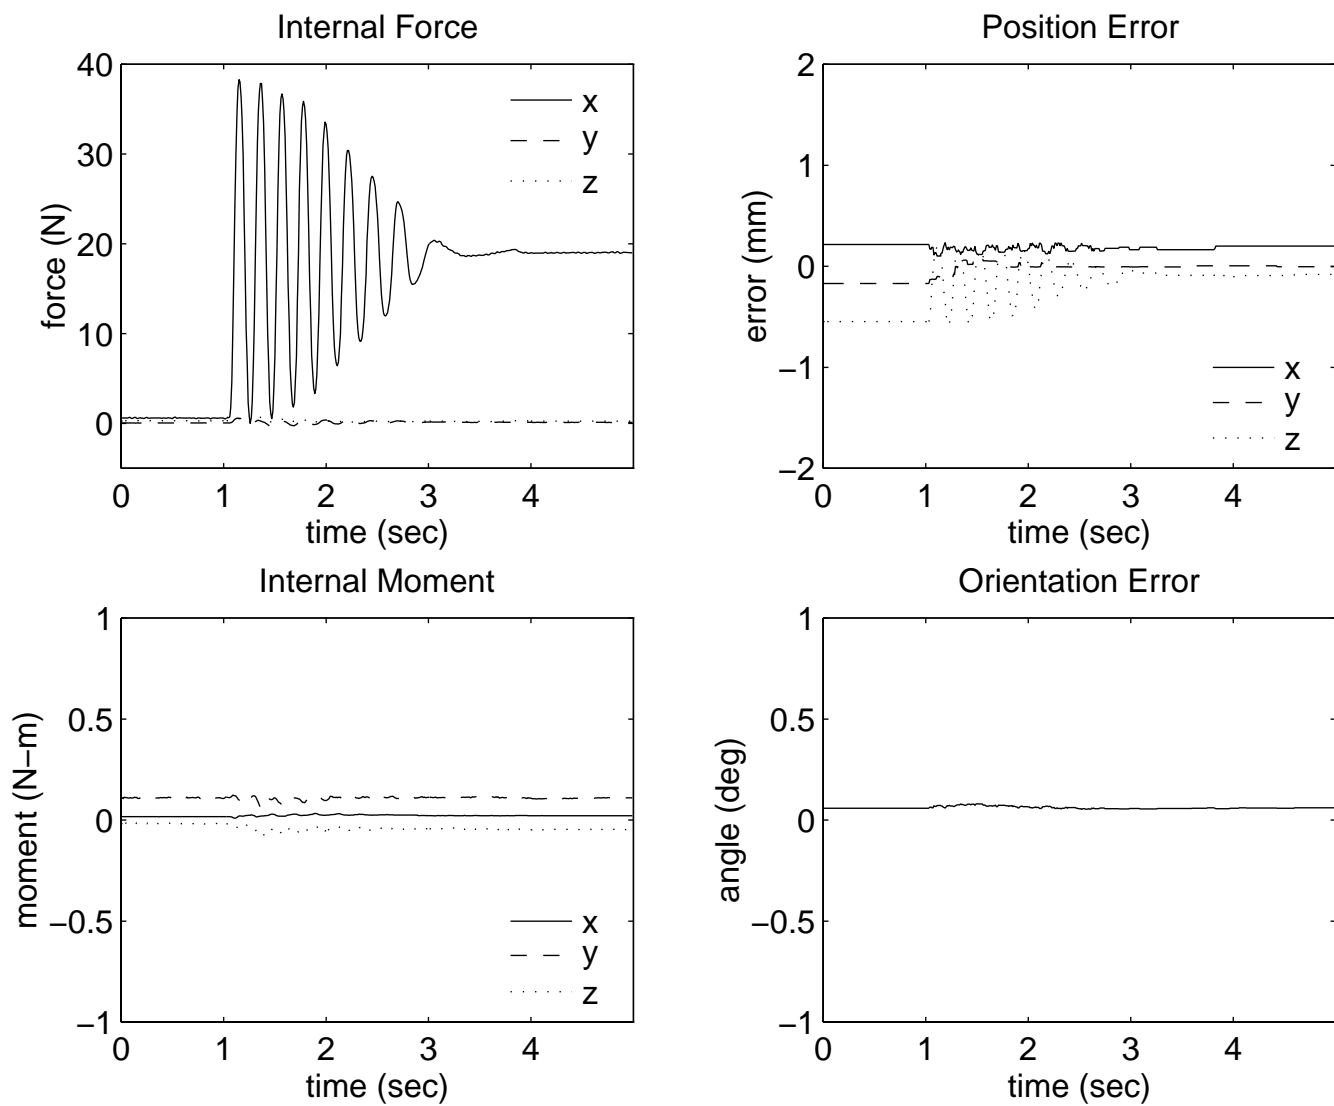 Internal Force
40
30
20
10
0
force (N)
x
y
z
0 1 2 3 4
time (sec)
Position Error
2
1
0
−1
−2
error (mm)
x
y
z
0 1 2 3 4
time (sec)
Internal Moment
1
0.5
0
−0.5
−1
moment (N−m)
x
y
z
0 1 2 3 4
time (sec)
Orientation Error
1
0.5
0
−0.5
−1
angle (deg)
0 1 2 3 4
time (sec)